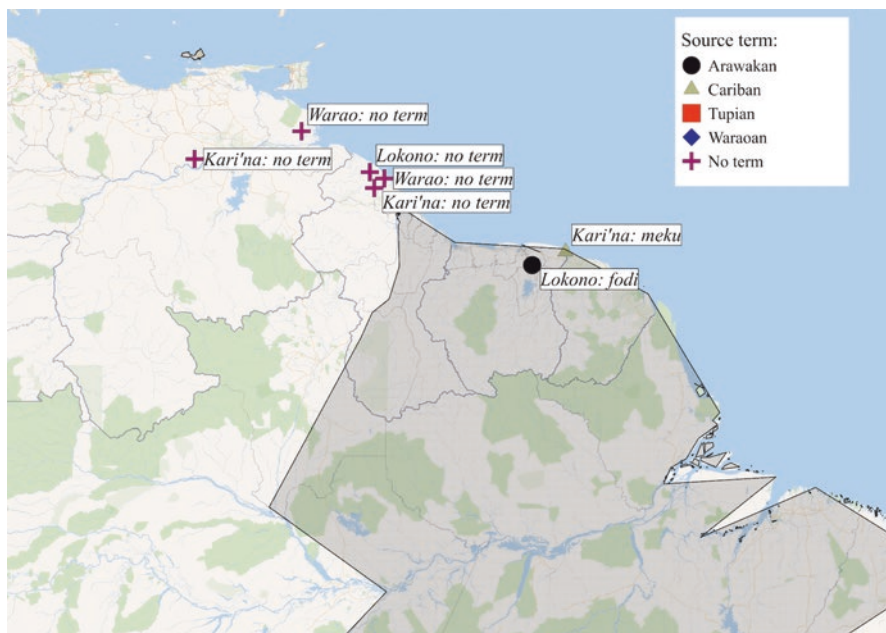 Source term:
Arawakan
Cariban
Tupian
Waraoan
No term
Warao: no term
Kari'na: no term
Lokono: no term
Warao: no term
Kari'na: no term
Kari'na: meku
Lokono: fodi